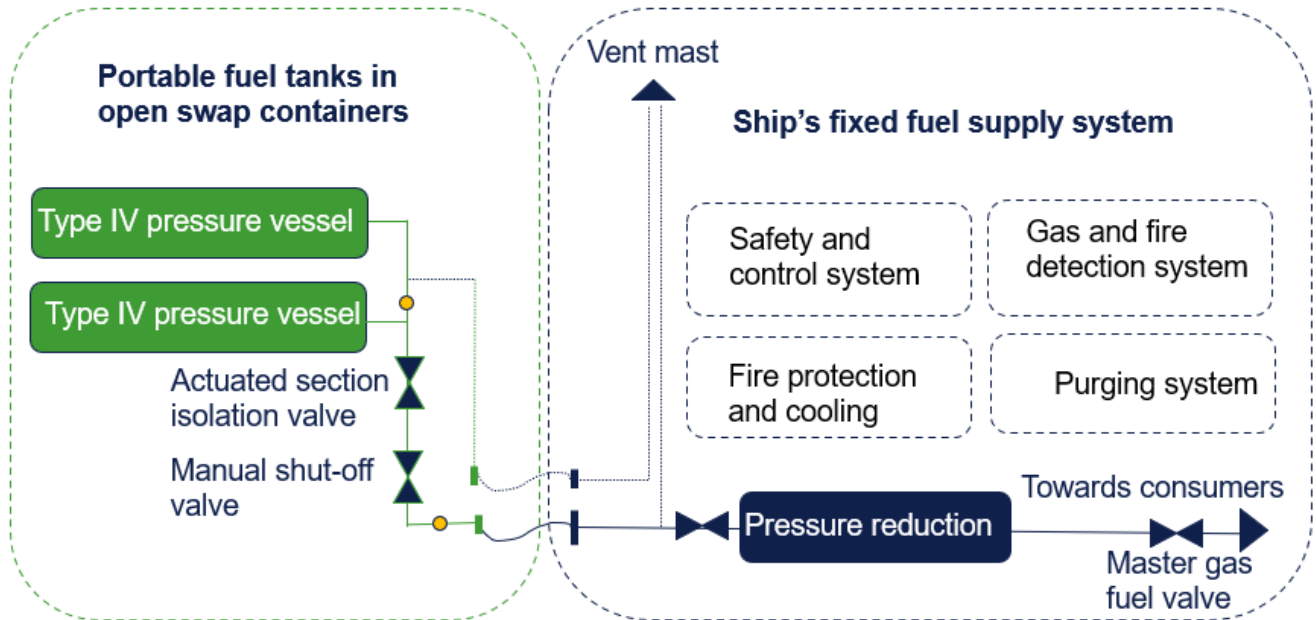 Portable fuel tanks in
open swap containers
Type IV pressure vessel
Type IV pressure vessel
Actuated section
isolation valve
Manual shut-off
valve
Vent mast
Ship's fixed fuel supply system
Safety and
control system
Gas and fire
detection system
Fire protection
and cooling
Purging system
Pressure reduction
Towards consumers
Master gas
fuel valve